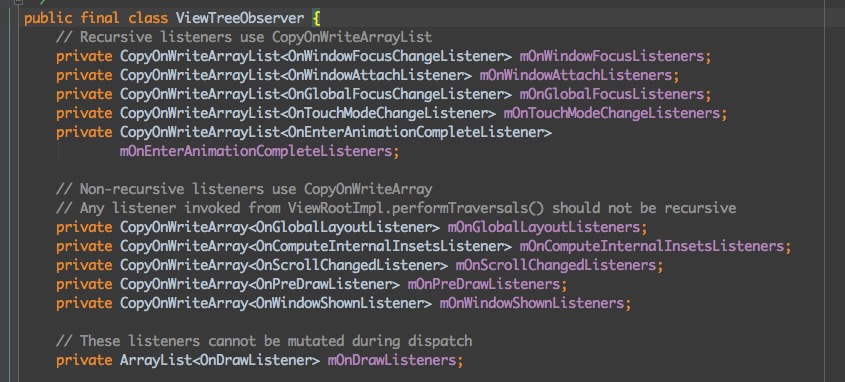 public final class ViewTreeObserver {
// Recursive listeners use CopyOnWriteArrayList
private CopyOnWriteArrayList<OnWindowFocusChangeListener> mOnWindowFocusListeners;
private CopyOnWriteArrayList<OnWindowAttachListener> mOnWindowAttachListeners;
private CopyOnWriteArrayList<OnGlobalFocusChangeListener> mOnGlobalFocusListeners;
private CopyOnWriteArrayList<OnTouchModeChangeListener> mOnTouchModeChangeListeners;
private CopyOnWriteArrayList<OnEnterAnimationCompleteListener>
mOnEnterAnimationCompleteListeners;
// Non-recursive listeners use CopyOnWriteArray
// Any listener invoked from ViewRootImpl.performTraversals() should not be recursive
private CopyOnWriteArray<OnGlobalLayoutListener> mOnGlobalLayoutListeners;
private CopyOnWriteArray<OnComputeInternalInsetsListener> mOnComputeInternalInsetsListeners;
private CopyOnWriteArray<OnScrollChangedListener> mOnScrollChangedListeners;
private CopyOnWriteArray<OnPreDrawListener> mOnPreDrawListeners;
private CopyOnWriteArray<OnWindowShownListener> mOnWindowShownListeners;
// These listeners cannot be mutated during dispatch
private ArrayList<OnDrawListener> mOnDrawListeners;